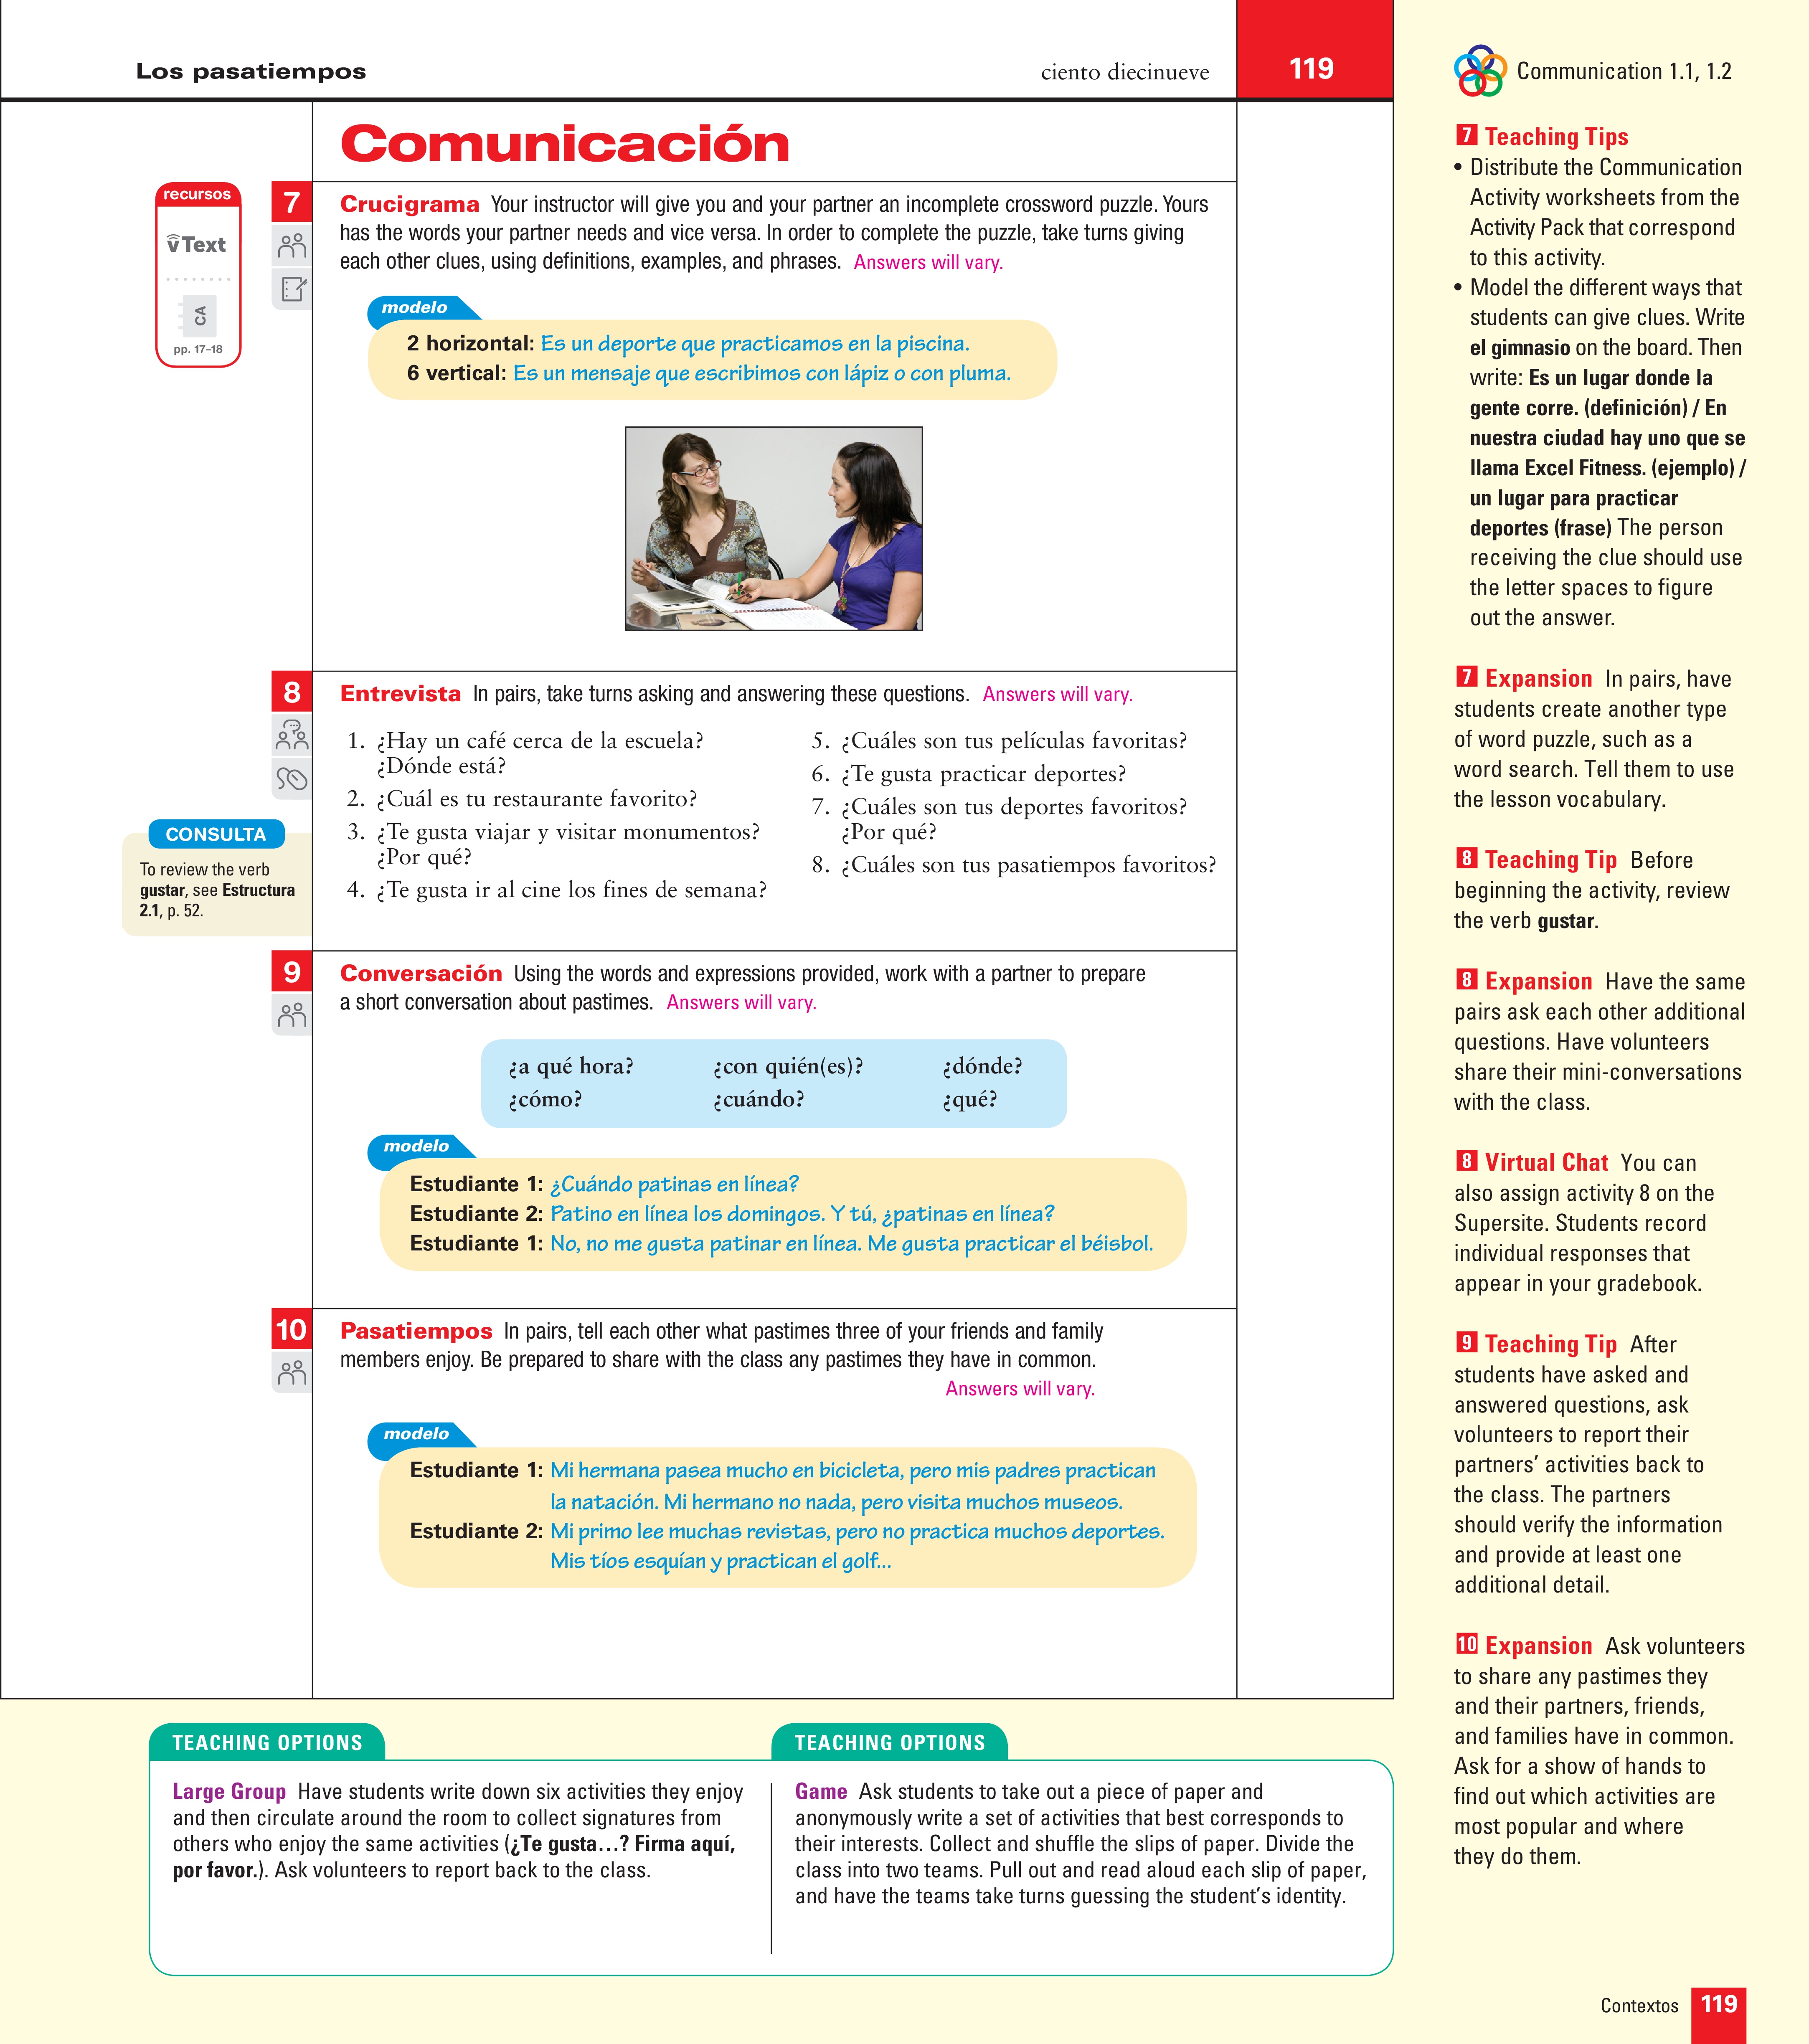 Los pasatiempos
ciento diecinueve
119
Comunicación
recursos
vText
CA
pp. 17–18
7
Crucigrama Your instructor will give you and your partner an incomplete crossword puzzle. Yours
has the words your partner needs and vice versa. In order to complete the puzzle, take turns giving
each other clues, using definitions, examples, and phrases. Answers will vary.
modelo
2 horizontal: Es un deporte que practicamos en la piscina.
6 vertical: Es un mensaje que escribimos con lápiz o con pluma.
8
Entrevista In pairs, take turns asking and answering these questions. Answers will vary.
1. ¿Hay un café cerca de la escuela?
¿Dónde está?
2. ¿Cuál es tu restaurante favorito?
3. ¿Te gusta viajar y visitar monumentos?
¿Por qué?
4. ¿Te gusta ir al cine los fines de semana?
5. ¿Cuáles son tus películas favoritas?
6. ¿Te gusta practicar deportes?
7. ¿Cuáles son tus deportes favoritos?
¿Por qué?
8. ¿Cuáles son tus pasatiempos favoritos?
CONSULTA
To review the verb
gustar, see Estructura
2.1, p. 52.
9
Conversación Using the words and expressions provided, work with a partner to prepare
a short conversation about pastimes. Answers will vary.
¿a qué hora? ¿con quién(es)? ¿dónde?
¿cómo? ¿cuándo? ¿qué?
modelo
Estudiante 1: ¿Cuándo patinas en línea?
Estudiante 2: Patino en línea los domingos. Y tú, ¿patinas en línea?
Estudiante 1: No, no me gusta patinar en línea. Me gusta practicar el béisbol.
10
Pasatiempos In pairs, tell each other what pastimes three of your friends and family
members enjoy. Be prepared to share with the class any pastimes they have in common.
Answers will vary.
modelo
Estudiante 1: Mi hermana pasea mucho en bicicleta, pero mis padres practican
la natación. Mi hermano no nada, pero visita muchos museos.
Estudiante 2: Mi primo lee muchas revistas, pero no practica muchos deportes.
Mis tíos esquían y practican el golf...
Communication 1.1, 1.2
7 Teaching Tips
• Distribute the Communication
Activity worksheets from the
Activity Pack that correspond
to this activity.
• Model the different ways that
students can give clues. Write
el gimnasio on the board. Then
write: Es un lugar donde la
gente corre. (definición) / En
nuestra ciudad hay uno que se
llama Excel Fitness. (ejemplo) /
un lugar para practicar
deportes (frase) The person
receiving the clue should use
the letter spaces to figure
out the answer.
7 Expansion In pairs, have
students create another type
of word puzzle, such as a
word search. Tell them to use
the lesson vocabulary.
8 Teaching Tip Before
beginning the activity, review
the verb gustar.
8 Expansion Have the same
pairs ask each other additional
questions. Have volunteers
share their mini-conversations
with the class.
8 Virtual Chat You can
also assign activity 8 on the
Supersite. Students record
individual responses that
appear in your gradebook.
9 Teaching Tip After
students have asked and
answered questions, ask
volunteers to report their
partners’ activities back to
the class. The partners
should verify the information
and provide at least one
additional detail.
10 Expansion Ask volunteers
to share any pastimes they
and their partners, friends,
and families have in common.
Ask for a show of hands to
find out which activities are
most popular and where
they do them.
TEACHING OPTIONS
Large Group Have students write down six activities they enjoy
and then circulate around the room to collect signatures from
others who enjoy the same activities (¿Te gusta…? Firma aquí,
por favor.). Ask volunteers to report back to the class.
TEACHING OPTIONS
Game Ask students to take out a piece of paper and
anonymously write a set of activities that best corresponds to
their interests. Collect and shuffle the slips of paper. Divide the
class into two teams. Pull out and read aloud each slip of paper,
and have the teams take turns guessing the student’s identity.
Contextos 119